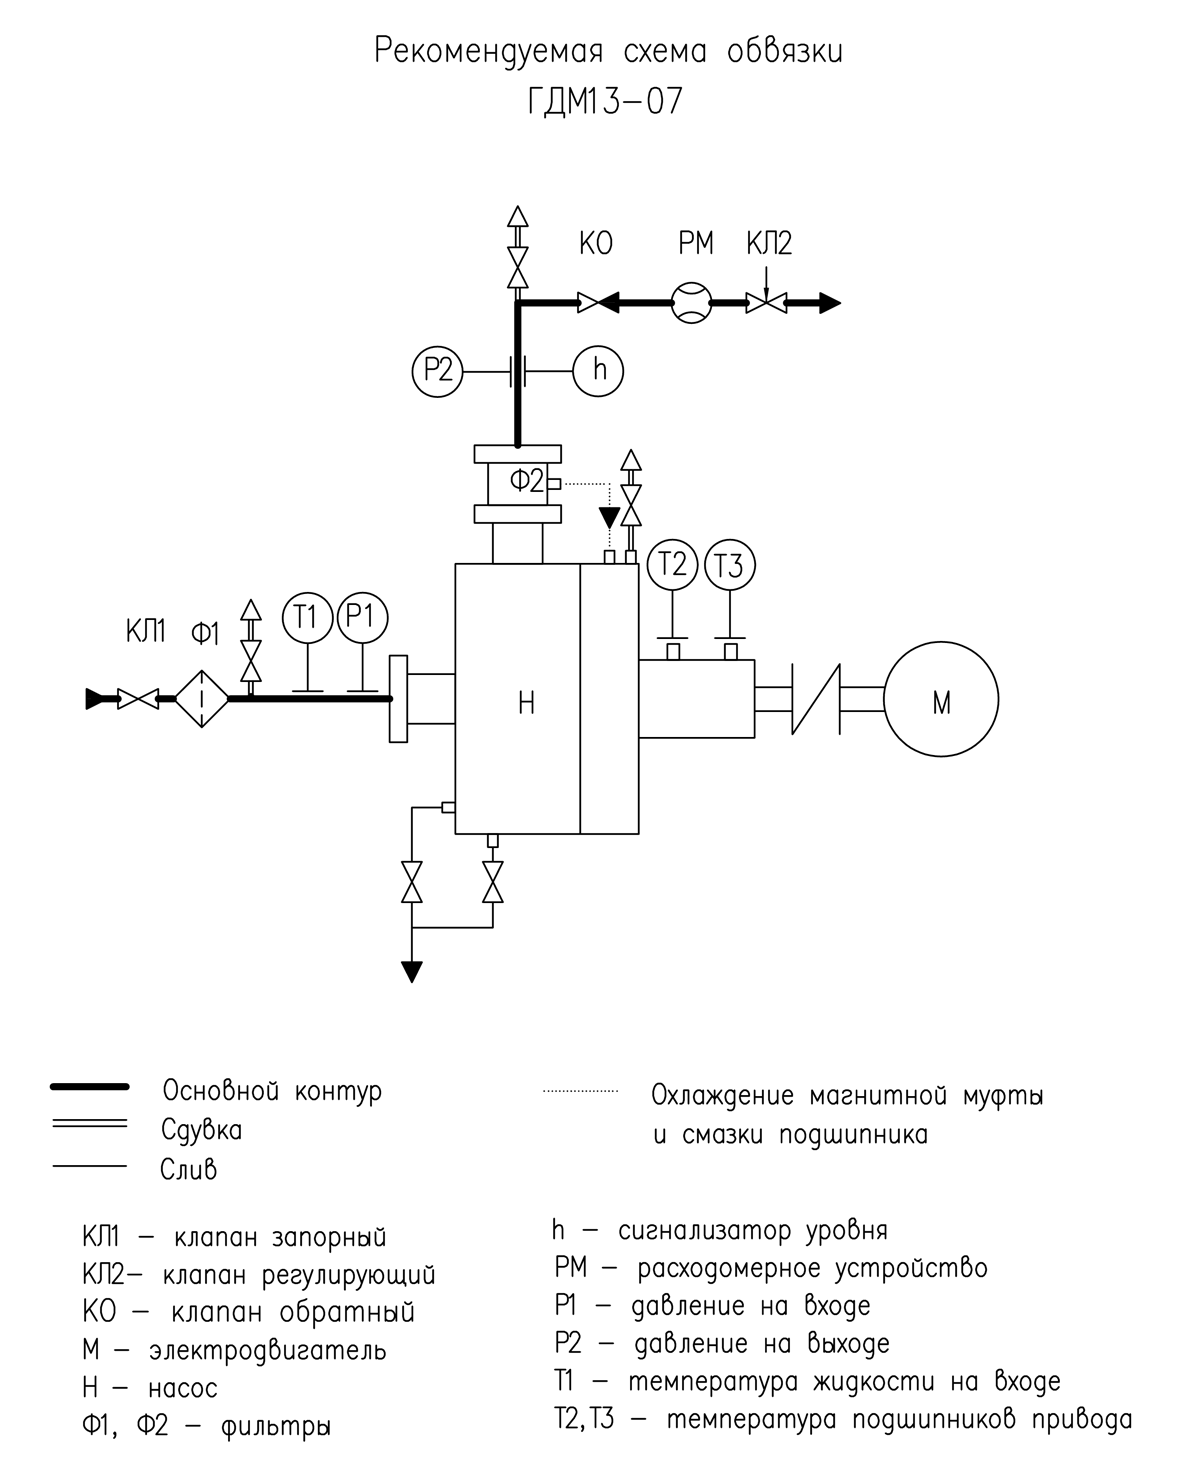 Рекомендуемая схема обвязки
ГДМ13-07
КО РМ КЛ2
P2 h
Ф2
Т2 Т3
КЛ1 Ф1 Т1 Р1
Н М
Основной контур
Сдувка
Слив
Охлаждение магнитной муфты
и смазки подшипника
КЛ1 — клапан запорный
КЛ2— клапан регулирующий
КО — клапан обратный
М — электродвигатель
Н — насос
Ф1, Ф2 — фильтры
h — сигнализатор уровня
РМ — расходомерное устройство
Р1 — давление на входе
Р2 — давление на выходе
Т1 — температура жидкости на входе
Т2,Т3 — температура подшипников привода